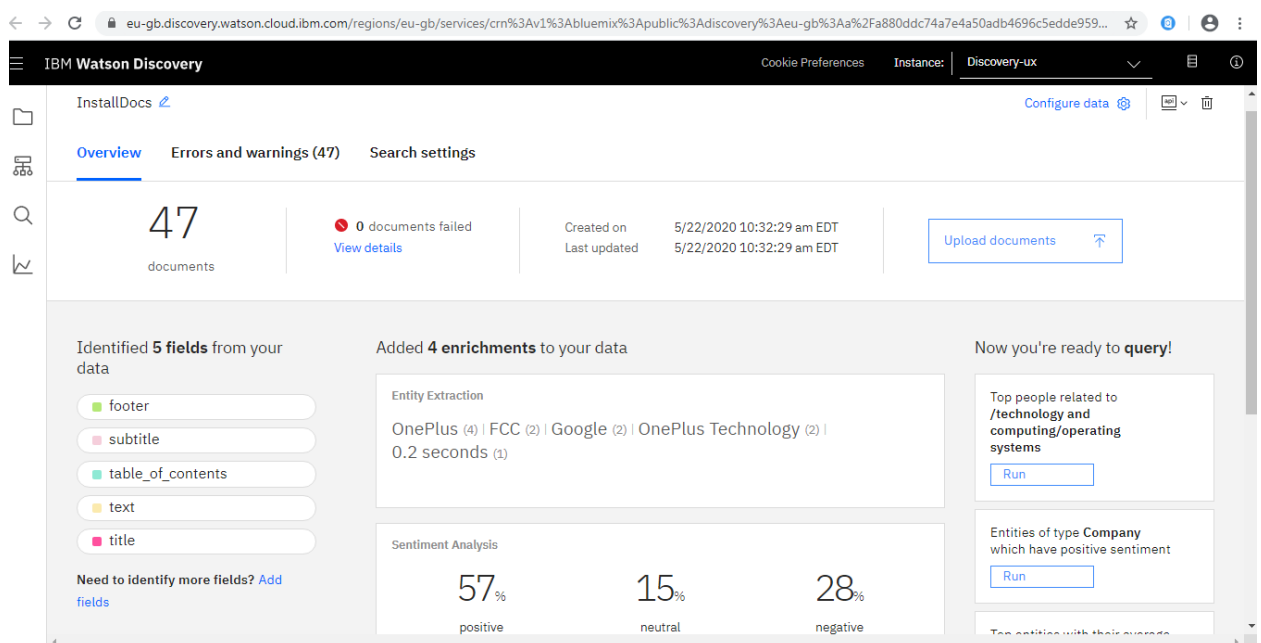 eu-gb.discovery.watson.cloud.ibm.com/regions/eu-gb/services/crn%3Av1%3Abluemix%3Apublic%3Adiscovery%3Aeu-gb%3Aa%2Fa880ddc74a7e4a50adb4696c5edde959...
IBM Watson Discovery
Cookie Preferences
Instance:
Discovery-ux
InstallDocs
Configure data
api
Overview
Errors and warnings (47)
Search settings
47
documents
0 documents failed
View details
Created on 5/22/2020 10:32:29 am EDT
Last updated 5/22/2020 10:32:29 am EDT
Upload documents
Identified 5 fields from your
data
footer
subtitle
table_of_contents
text
title
Need to identify more fields? Add
fields
Added 4 enrichments to your data
Entity Extraction
OnePlus (4) | FCC (2) | Google (2) | OnePlus Technology (2) |
0.2 seconds (1)
Sentiment Analysis
57% 15% 28%
positive neutral negative
Now you're ready to query!
Top people related to
/technology and
computing/operating
systems
Run
Entities of type Company
which have positive sentiment
Run
Top entities with their average